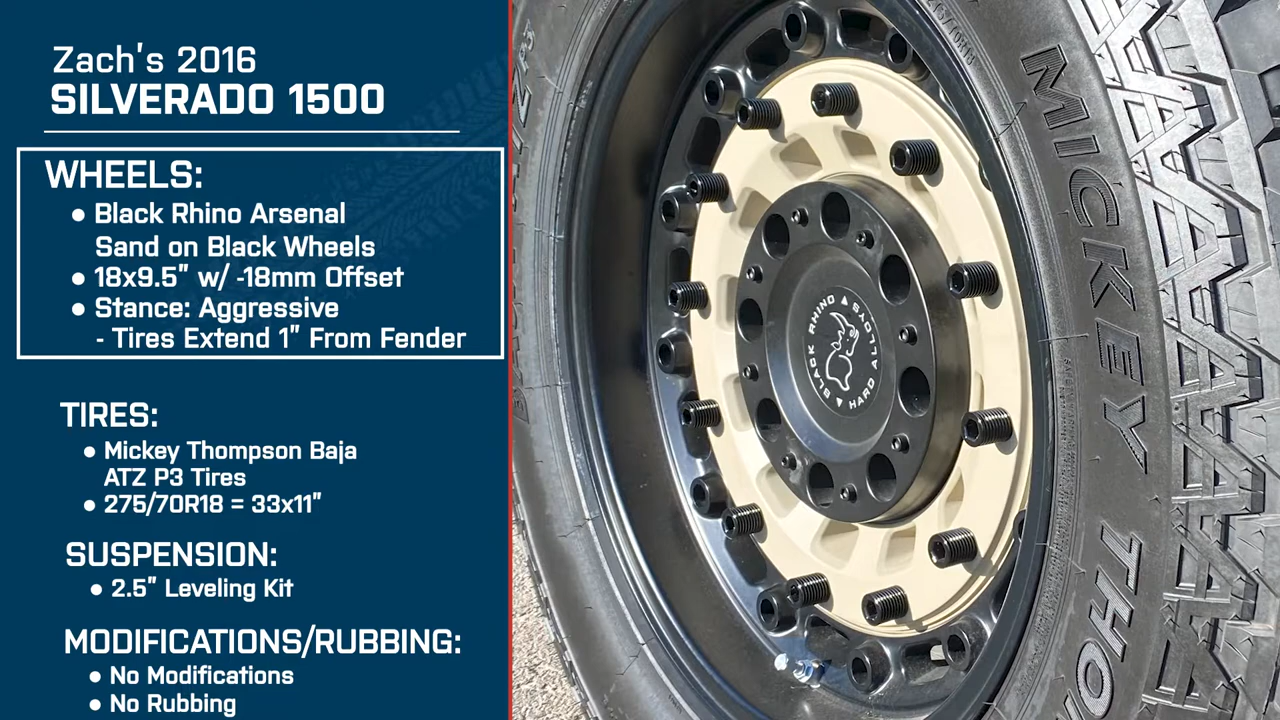 Zach's 2016
SILVERADO 1500
WHEELS:
● Black Rhino Arsenal
Sand on Black Wheels
● 18x9.5" w/ -18mm Offset
● Stance: Aggressive
- Tires Extend 1" From Fender
TIRES:
● Mickey Thompson Baja
ATZ P3 Tires
● 275/70R18 = 33x11"
SUSPENSION:
● 2.5" Leveling Kit
MODIFICATIONS/RUBBING:
● No Modifications
● No Rubbing
BLACK RHINO
HARD ALLOYS
MICKEY THO